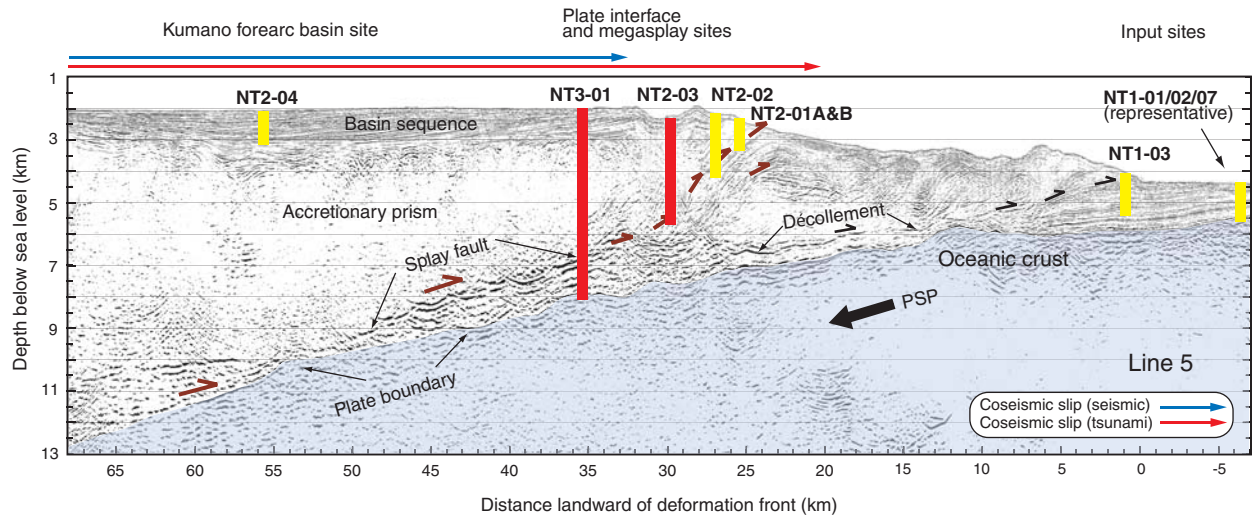 Kumano forearc basin site
Plate interface
and megasplay sites
Input sites
NT2-04
NT3-01
NT2-03
NT2-02
NT2-01A&B
NT1-01/02/07
(representative)
NT1-03
Basin sequence
Accretionary prism
Splay fault
Décollement
Oceanic crust
PSP
Plate boundary
Line 5
Coseismic slip (seismic)
Coseismic slip (tsunami)
Depth below sea level (km)
1
3
5
7
9
11
13
65 60 55 50 45 40 35 30 25 20 15 10 5 0 -5
Distance landward of deformation front (km)